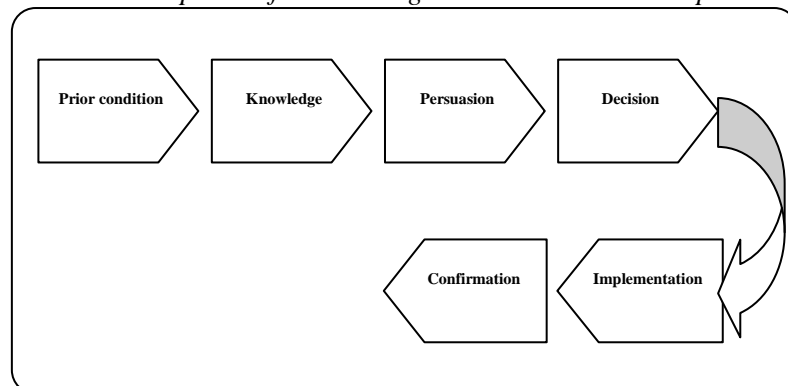 Prior condition
Knowledge
Persuasion
Decision
Implementation
Confirmation